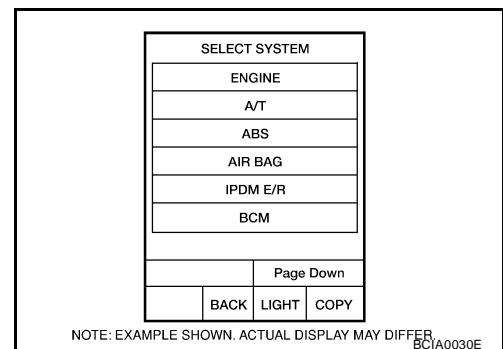 SELECT SYSTEM
ENGINE
A/T
ABS
AIR BAG
IPDM E/R
BCM
Page Down
BACK LIGHT COPY
NOTE: EXAMPLE SHOWN. ACTUAL DISPLAY MAY DIFFER.
BCIA0030E